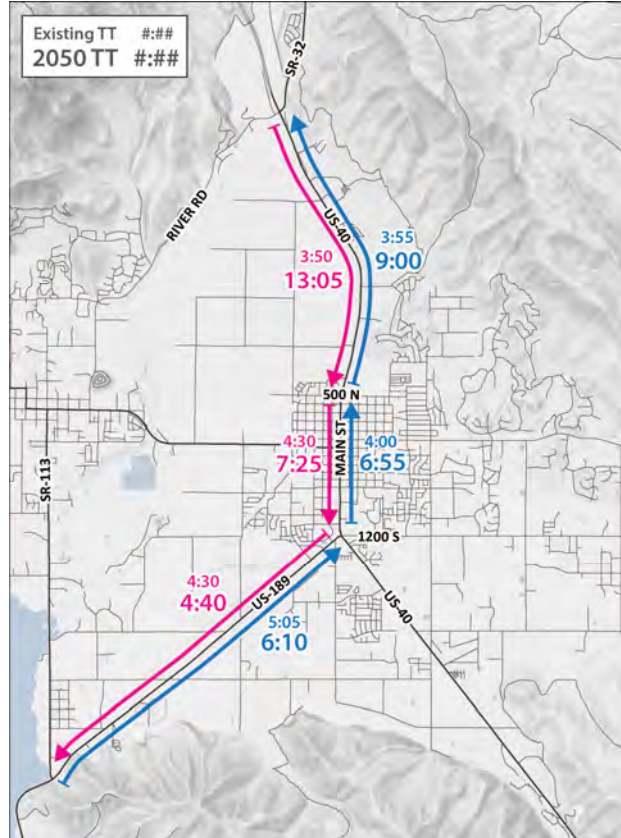 Existing TT #:##
2050 TT #:##
SR-32
RIVER RD
US-40
3:55
9:00
3:50
13:05
500 N
4:30
7:25
MAIN ST
4:00
6:55
SR-113
1200 S
4:30
4:40
US-189
5:05
6:10
US-40